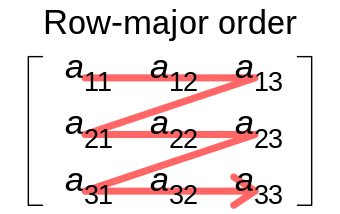 Row-major order
a11 a12 a13
a21 a22 a23
a31 a32 a33